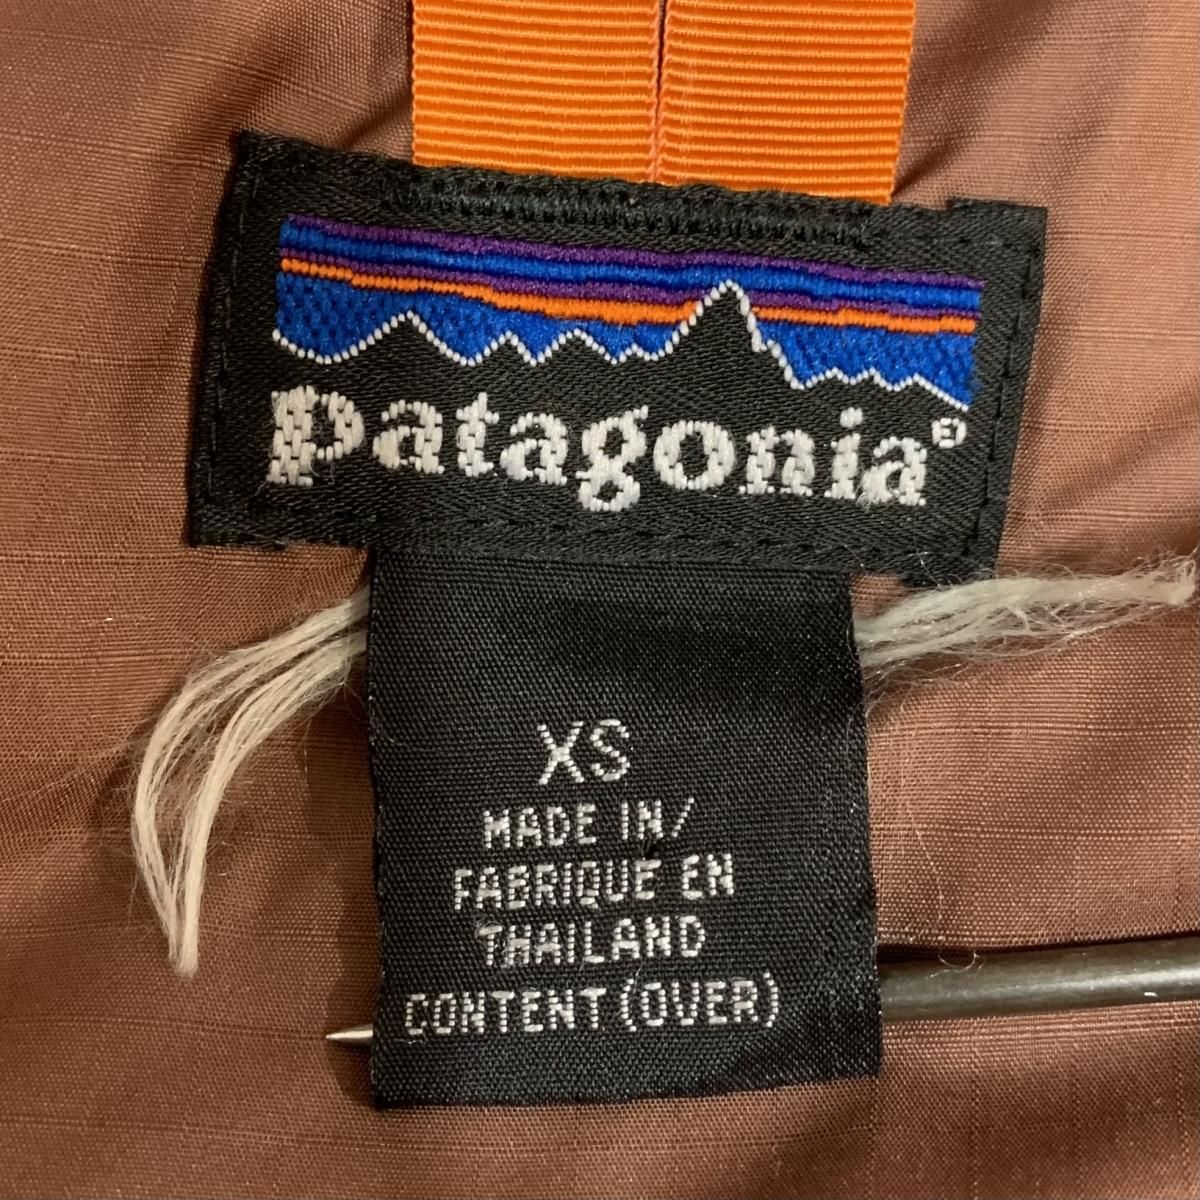 patagonia®
XS
MADE IN/
FABRIQUE EN
THAILAND
CONTENT (OVER)